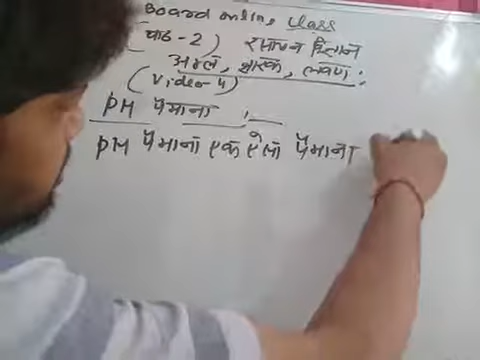 Board online Class
(पाठ-2) रसायन विज्ञान
अम्ल, क्षारक, लवण :
(Video 4)
PH पैमाना :—
PH पैमाना एक ऐसा पैमाना